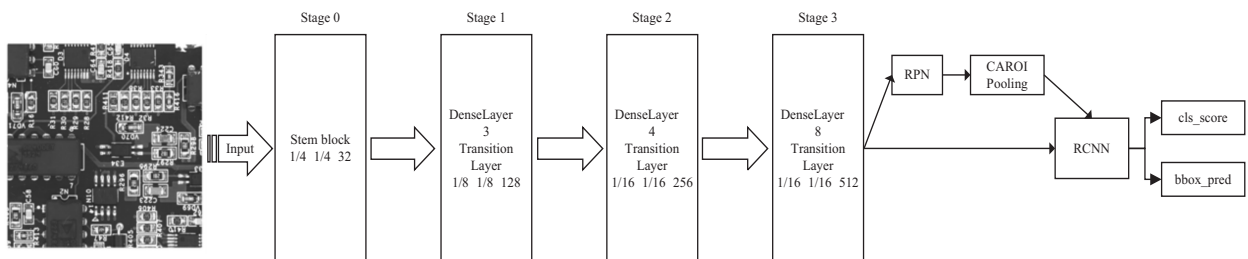 Stage 0
Stage 1
Stage 2
Stage 3
Input
Stem block
1/4 1/4 32
DenseLayer
3
Transition
Layer
1/8 1/8 128
DenseLayer
4
Transition
Layer
1/16 1/16 256
DenseLayer
8
Transition
Layer
1/16 1/16 512
RPN
CAROI
Pooling
RCNN
cls_score
bbox_pred